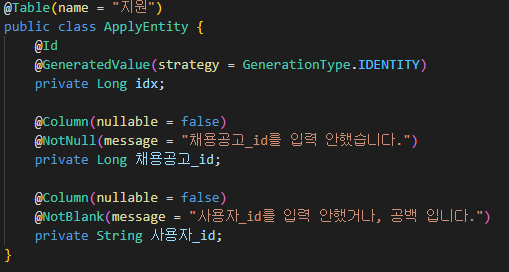 @Table(name = "지원")
public class ApplyEntity {
    @Id
    @GeneratedValue(strategy = GenerationType.IDENTITY)
    private Long idx;

    @Column(nullable = false)
    @NotNull(message = "채용공고_id를 입력 안했습니다.")
    private Long 채용공고_id;

    @Column(nullable = false)
    @NotBlank(message = "사용자_id를 입력 안했거나, 공백 입니다.")
    private String 사용자_id;
}